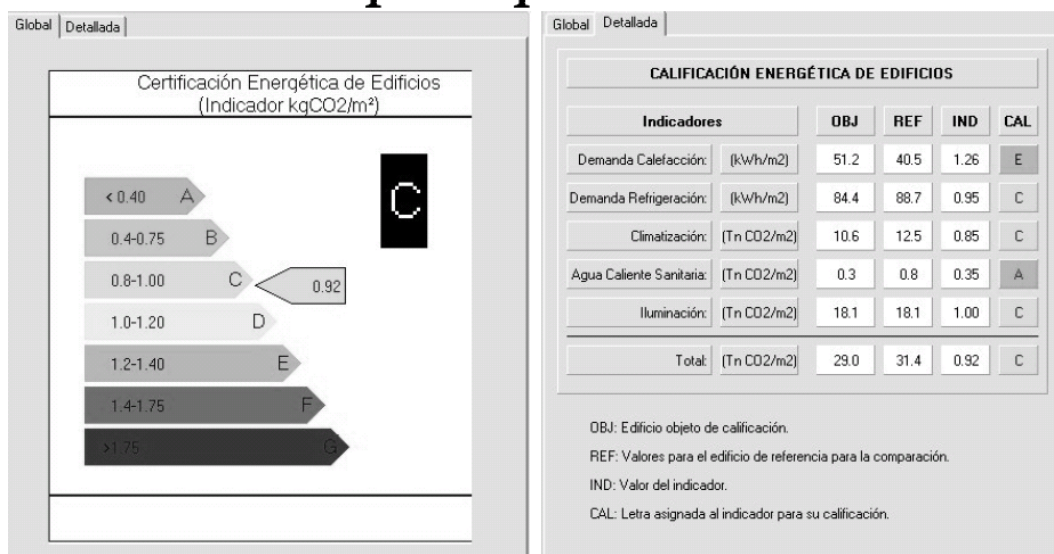 Global Detallada
Certificación Energética de Edificios
(Indicador kgCO2/m²)
C
< 0.40 A
0.4-0.75 B
0.8-1.00 C
0.92
1.0-1.20 D
1.2-1.40 E
1.4-1.75 F
>1.75 G
Global Detallada
CALIFICACIÓN ENERGÉTICA DE EDIFICIOS
Indicadores OBJ REF IND CAL
Demanda Calefacción: (kWh/m2) 51.2 40.5 1.26 E
Demanda Refrigeración: (kWh/m2) 84.4 88.7 0.95 C
Climatización: (Tn CO2/m2) 10.6 12.5 0.85 C
Agua Caliente Sanitaria: (Tn CO2/m2) 0.3 0.8 0.35 A
Iluminación: (Tn CO2/m2) 18.1 18.1 1.00 C
Total: (Tn CO2/m2) 29.0 31.4 0.92 C
OBJ: Edificio objeto de calificación.
REF: Valores para el edificio de referencia para la comparación.
IND: Valor del indicador.
CAL: Letra asignada al indicador para su calificación.